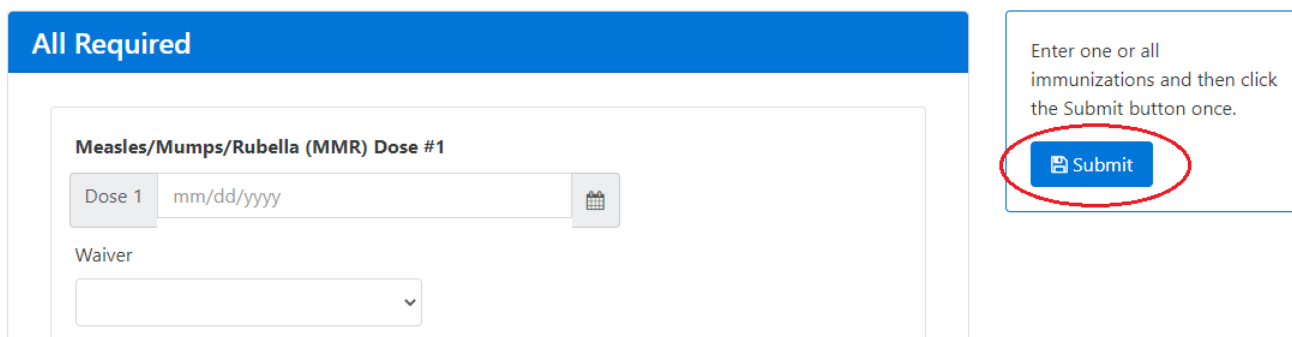 All Required
Measles/Mumps/Rubella (MMR) Dose #1
Dose 1 mm/dd/yyyy
Waiver
Enter one or all
immunizations and then click
the Submit button once.
Submit